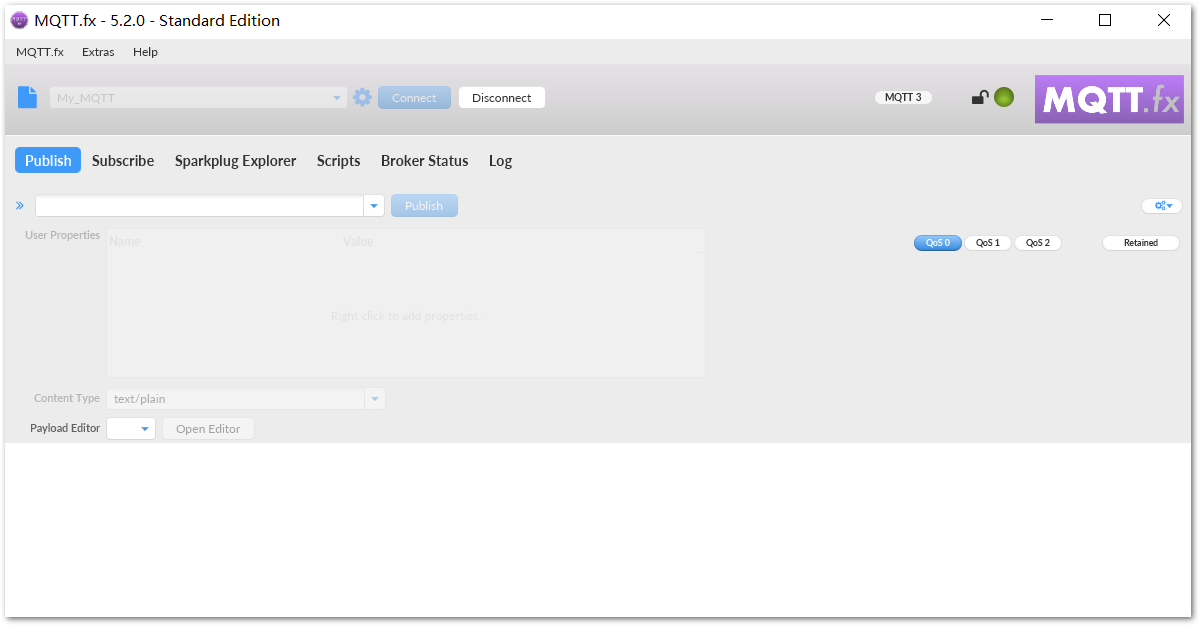 MQTT.fx - 5.2.0 - Standard Edition
MQTT.fx Extras Help
My_MQTT Connect Disconnect MQTT 3 MQTT.fx
Publish Subscribe Sparkplug Explorer Scripts Broker Status Log
Publish
User Properties Name Value QoS 0 QoS 1 QoS 2 Retained
Right click to add properties
Content Type text/plain
Payload Editor Open Editor